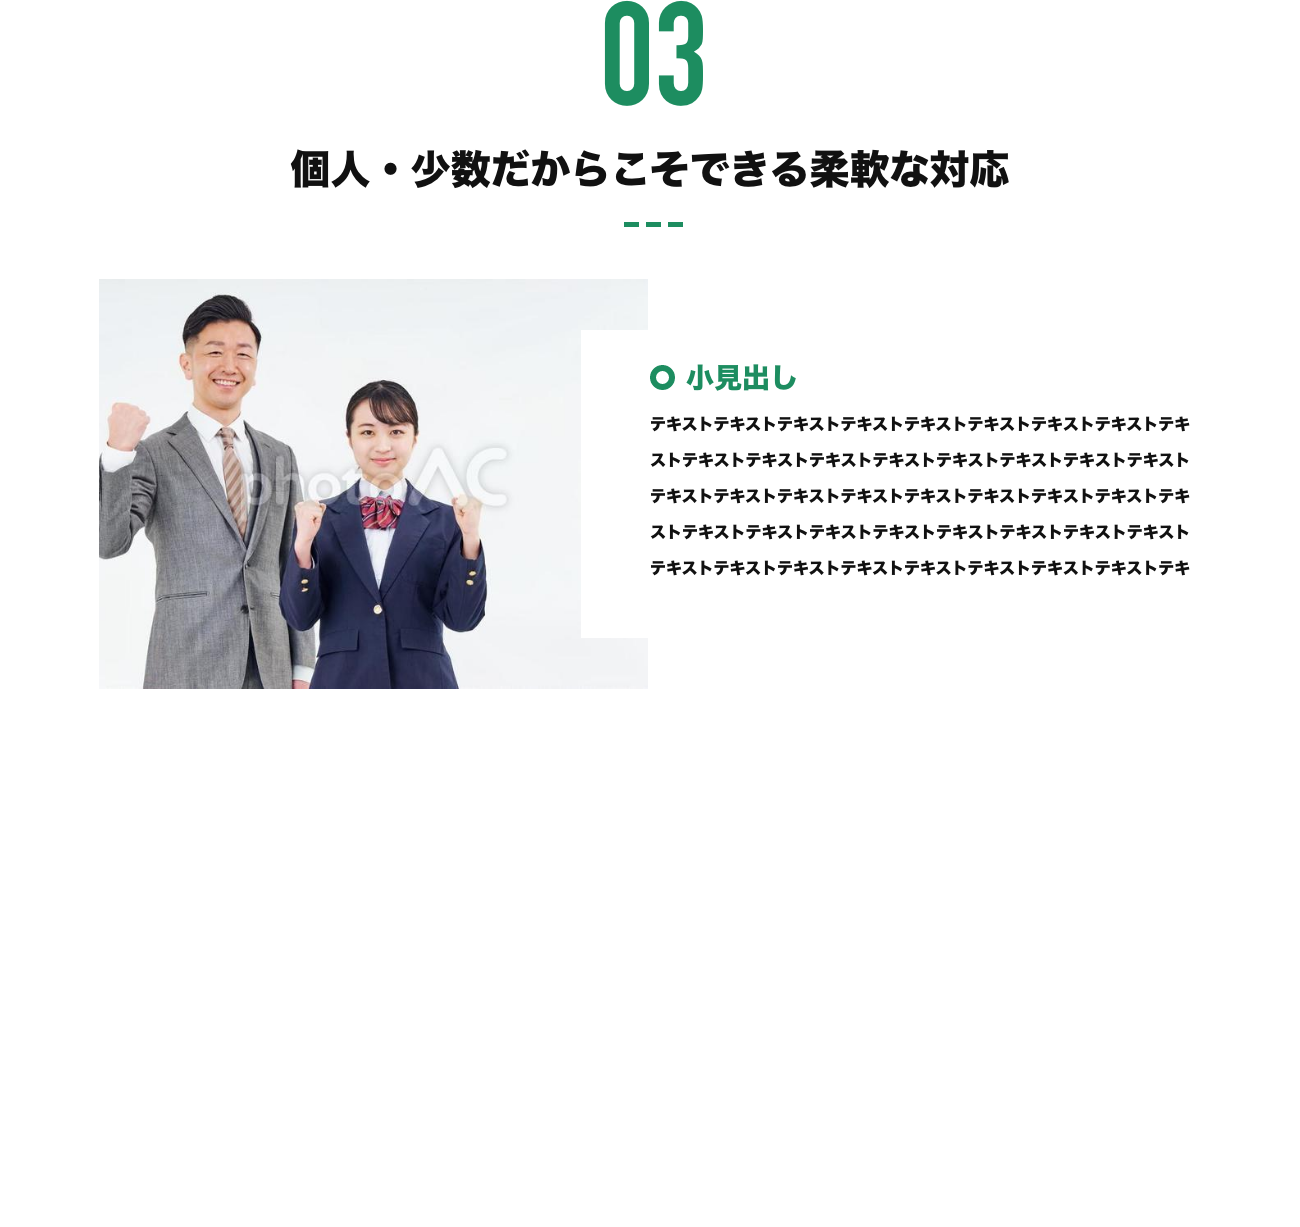 03
個人・少数だからこそできる柔軟な対応
小見出し
テキストテキストテキストテキストテキストテキストテキストテキストテキ
ストテキストテキストテキストテキストテキストテキストテキストテキスト
テキストテキストテキストテキストテキストテキストテキストテキストテキ
ストテキストテキストテキストテキストテキストテキストテキストテキスト
テキストテキストテキストテキストテキストテキストテキストテキストテキ
photoAC